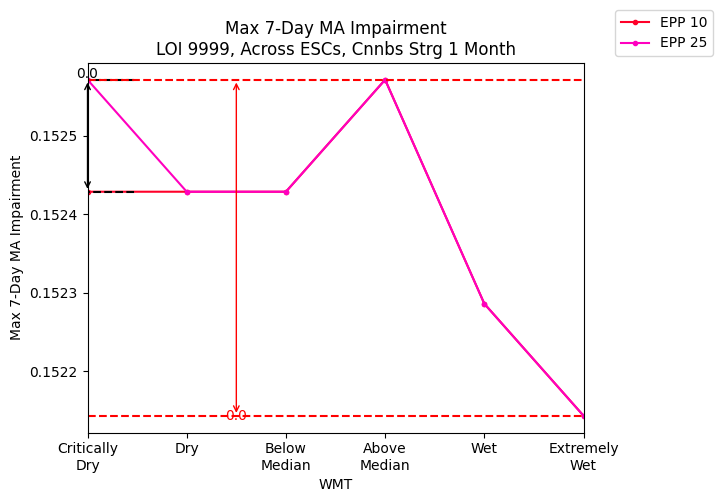 Max 7-Day MA Impairment
LOI 9999, Across ESCs, Cnnbs Strg 1 Month
EPP 10
EPP 25
0.0
0.1525
0.1524
0.1523
0.1522
Max 7-Day MA Impairment
0.0
Critically
Dry
Dry
Below
Median
Above
Median
Wet
Extremely
Wet
WMT